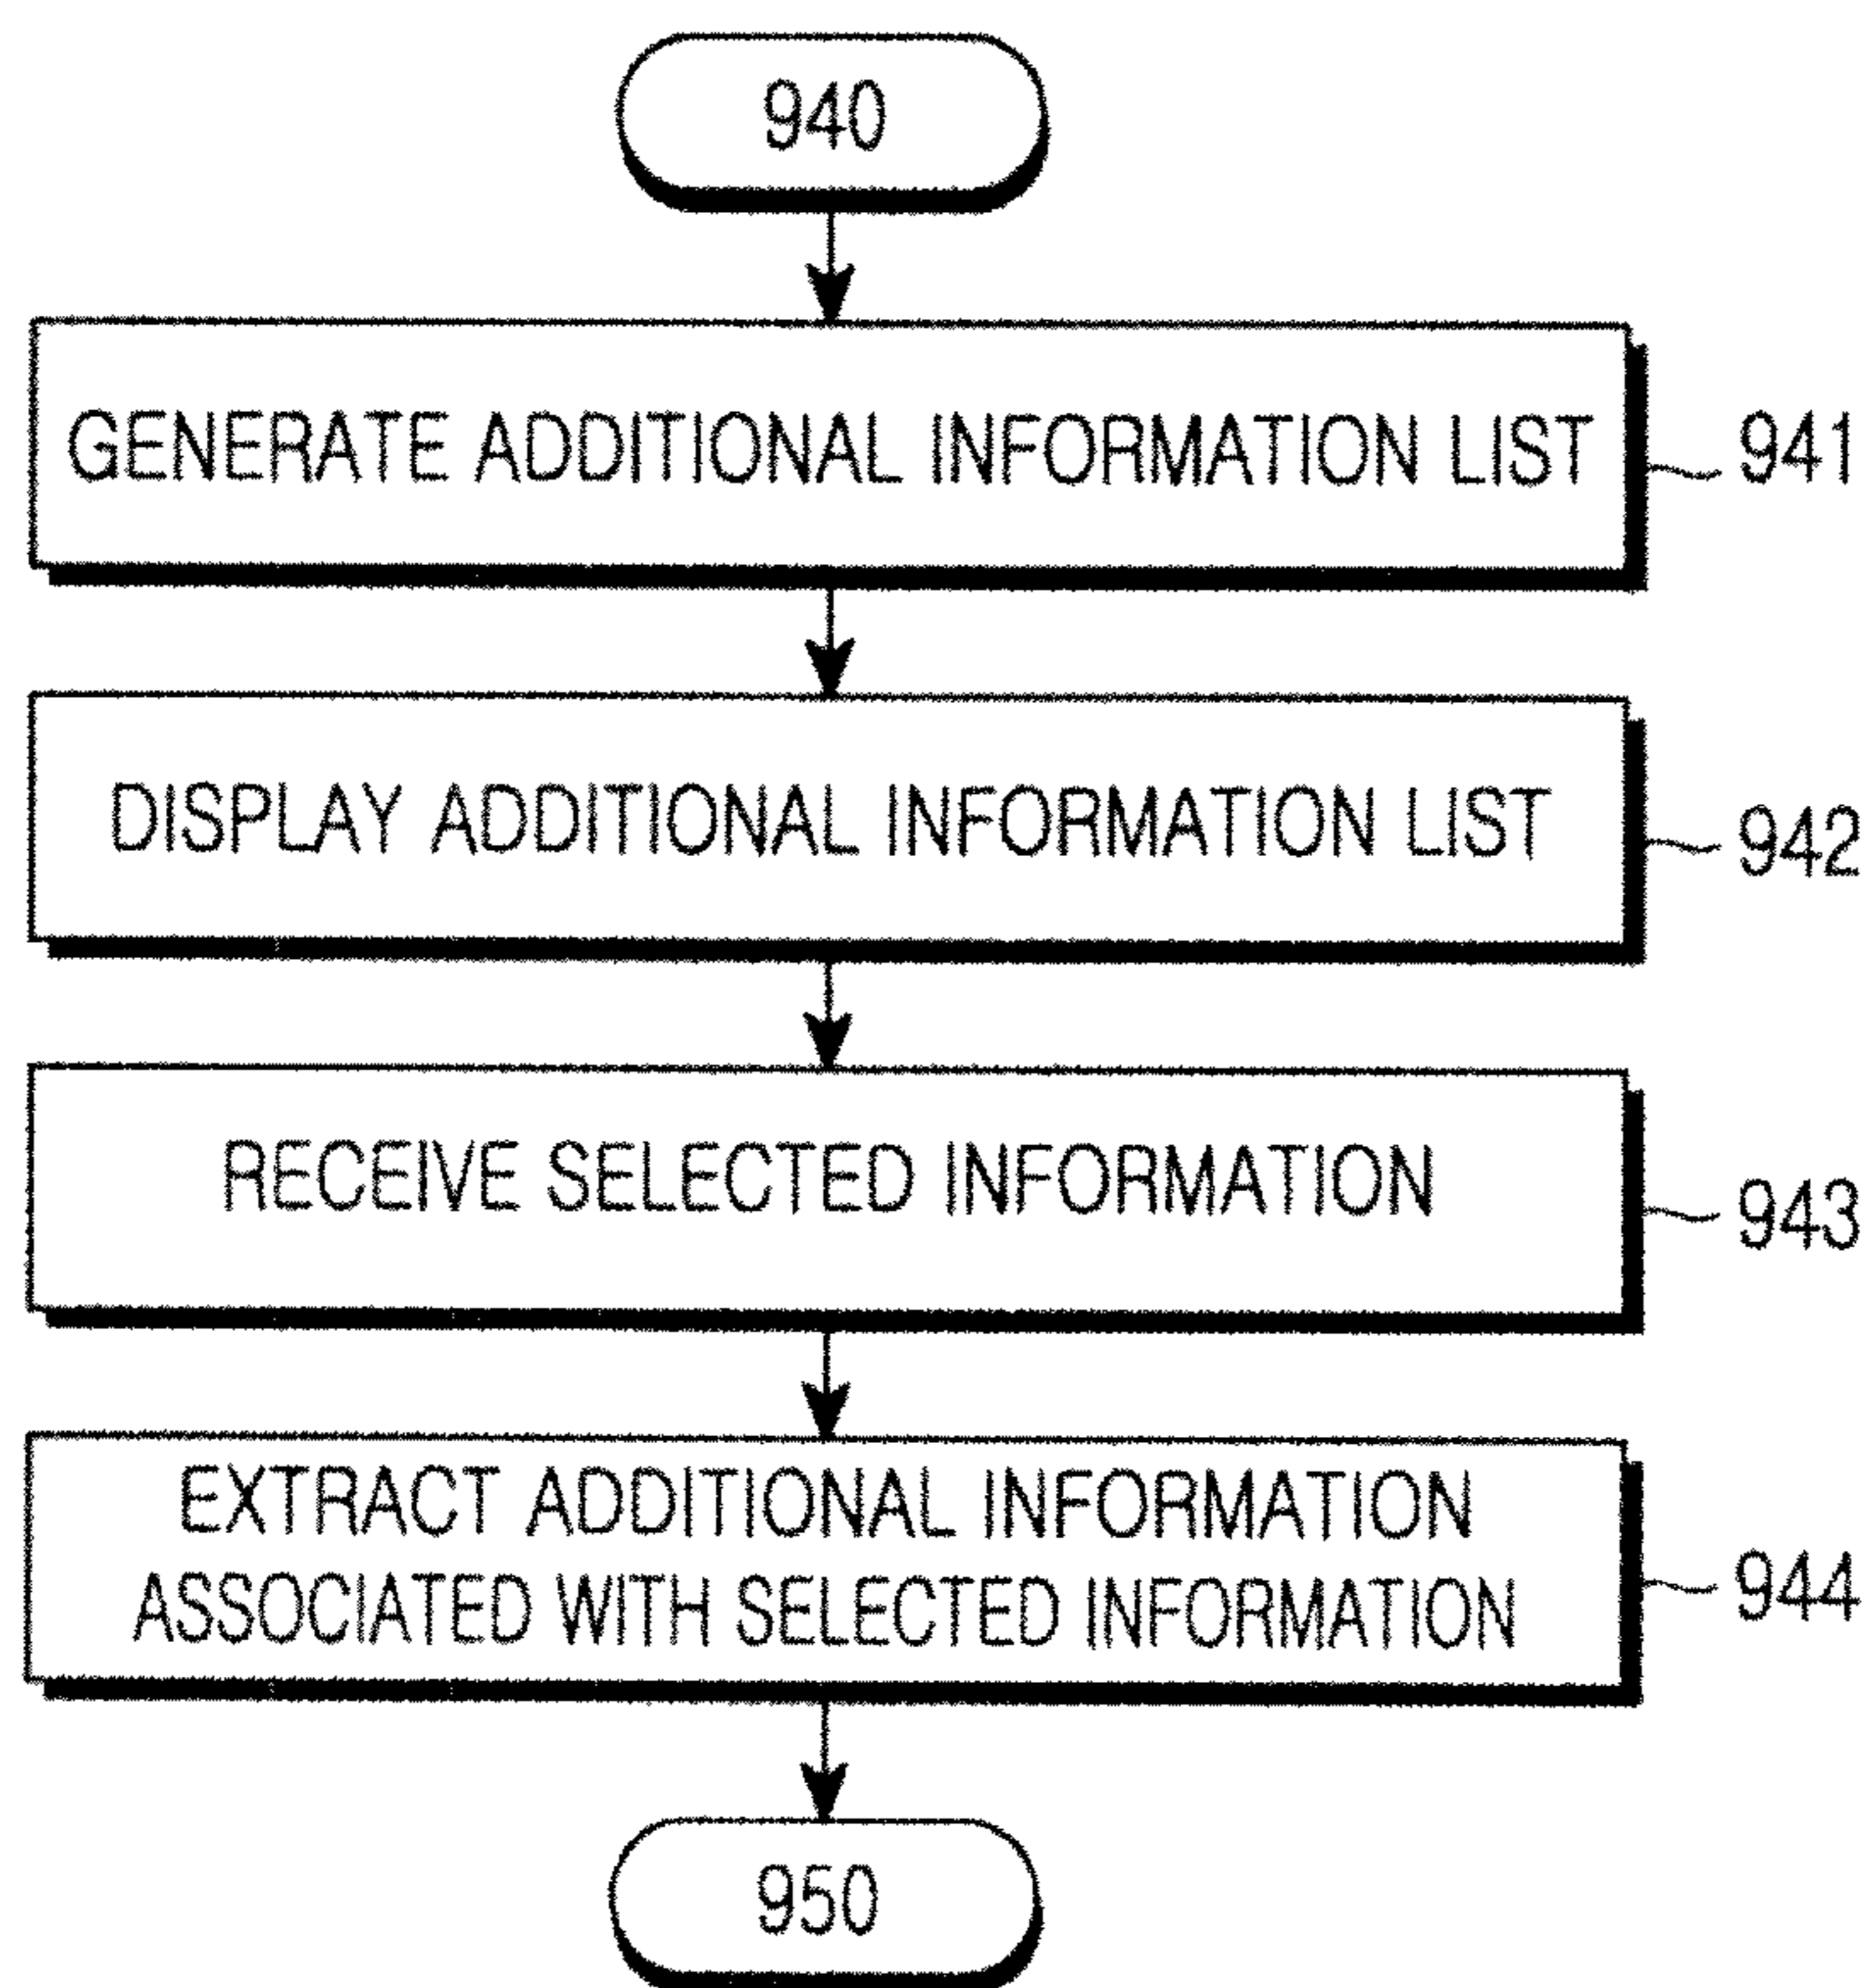 940
GENERATE ADDITIONAL INFORMATION LIST
941
DISPLAY ADDITIONAL INFORMATION LIST
942
RECEIVE SELECTED INFORMATION
943
EXTRACT ADDITIONAL INFORMATION
ASSOCIATED WITH SELECTED INFORMATION
944
950